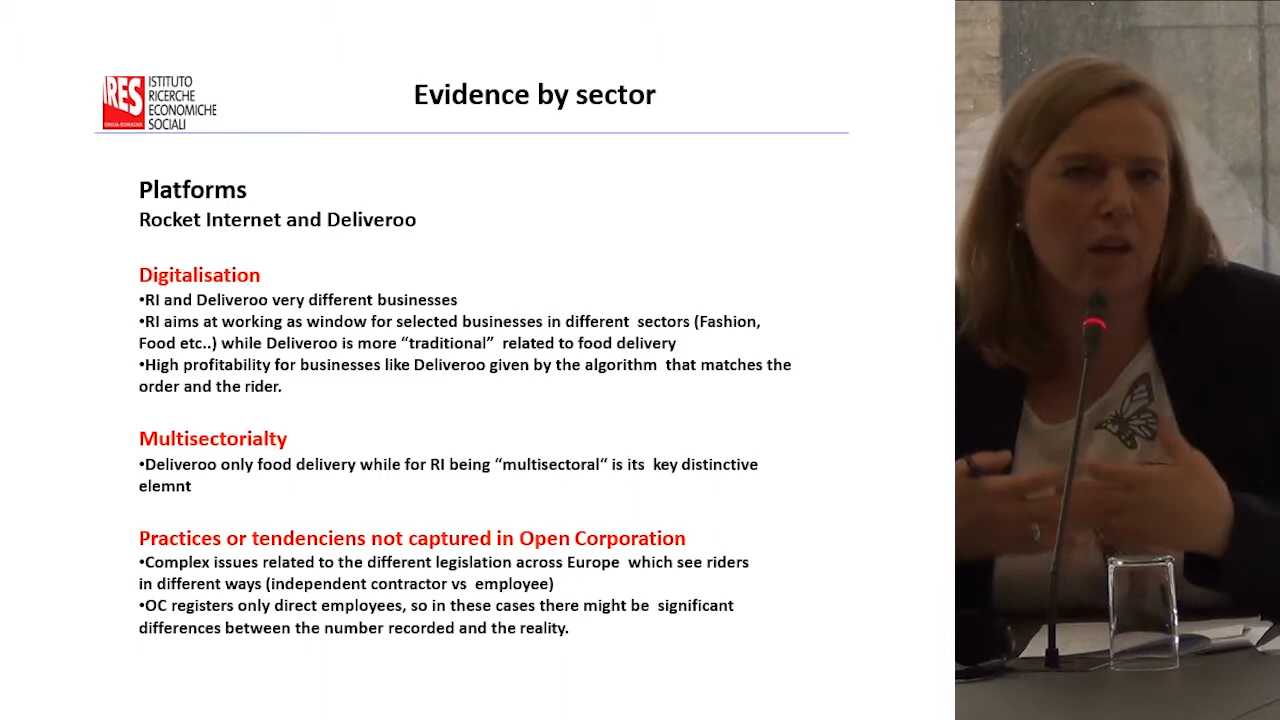 IRES
EMILIA-ROMAGNA
ISTITUTO
RICERCHE
ECONOMICHE
SOCIALI
Evidence by sector
Platforms
Rocket Internet and Deliveroo
Digitalisation
•RI and Deliveroo very different businesses
•RI aims at working as window for selected businesses in different sectors (Fashion,
Food etc..) while Deliveroo is more “traditional” related to food delivery
•High profitability for businesses like Deliveroo given by the algorithm that matches the
order and the rider.
Multisectorialty
•Deliveroo only food delivery while for RI being “multisectoral“ is its key distinctive
elemnt
Practices or tendenciens not captured in Open Corporation
•Complex issues related to the different legislation across Europe which see riders
in different ways (independent contractor vs employee)
•OC registers only direct employees, so in these cases there might be significant
differences between the number recorded and the reality.